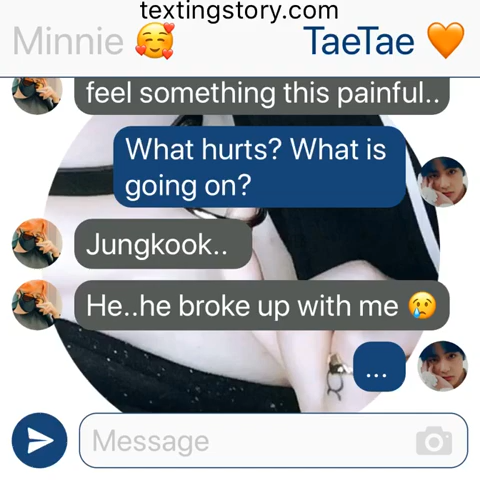 textingstory.com
Minnie 🥰 TaeTae 🧡
feel something this painful..
What hurts? What is
going on?
Jungkook..
He..he broke up with me 😢
...
Message